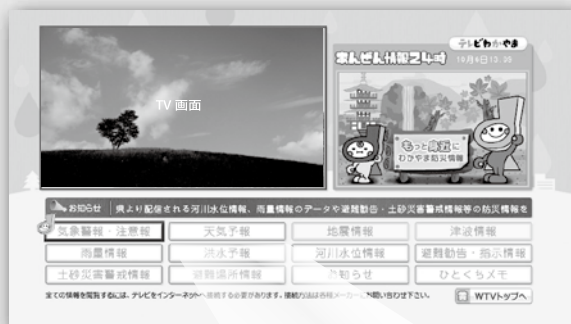 テレビわかやま
あんぜん情報24時
10月6日13:35
TV 画面
もっと身近に
わかやま防災情報
お知らせ 県より配信される河川水位情報、雨量情報のデータや避難勧告・土砂災害警戒情報等の防災情報を
気象警報・注意報 天気予報 地震情報 津波情報
雨量情報 洪水予報 河川水位情報 避難勧告・指示情報
土砂災害警戒情報 避難場所情報 お知らせ ひとくちメモ
全ての情報を閲覧するには、テレビをインターネットへ接続する必要があります。接続方法は各種メーカーにお問い合わせ下さい。 WTVトップへ